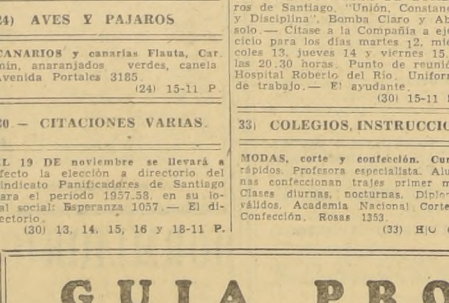 24) AVES Y PAJAROS
CANARIOS y canarias Flauta, Car.
min, anaranjados verdes, canela
Avenida Portales 3185.
(24) 15-11 P.
30.— CITACIONES VARIAS.
EL 19 DE noviembre se llevará a
efecto la elección a directorio del
Sindicato Panificadores de Santiago
para el período 1957.58, en su lo-
al social: Esperanza 1057.— El di-
ectorio.
(30) 13, 14, 15, 16 y 18-11 P.
ros de Santiago. "Unión, Constan
y Disciplina", Bomba Claro y Ab
solo.— Cítase a la Compañía a eje
cicio para los días martes 12, mié
coles 13, jueves 14 y viernes 15.
las 20.30 horas. Punto de reunió
Hospital Roberto del Río. Uniform
de trabajo.— El ayudante.
(30) 15-11
33) COLEGIOS, INSTRUCCIO
MODAS, corte y confección. Cur
rápidos. Profesora especialista. Alu
nas confeccionan trajes primer m
Clases diurnas, nocturnas. Diplo
válidos, Academia Nacional Corte
Confección, Rosas 1353.
(33)
GUIA PRO